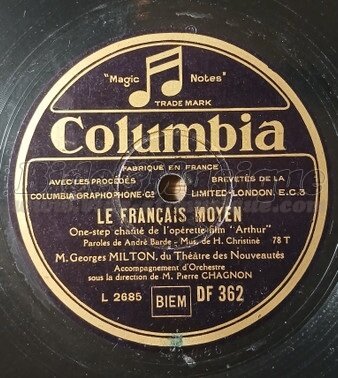 "Magic Notes"
TRADE MARK
Columbia
FABRIQUÉ EN FRANCE
AVEC LES PROCÉDÉS BREVETÉS DE LA
COLUMBIA GRAPHOPHONE Cº LIMITED-LONDON, E.C.3
LE FRANÇAIS MOYEN
One-step chanté de l'opérette-film "Arthur"
Paroles de André Barde - Mus. de H. Christiné 78 T
M. Georges MILTON, du Théâtre des Nouveautés
Accompagnement d'Orchestre
sous la direction de M. Pierre CHAGNON
L 2685 BIEM DF 362